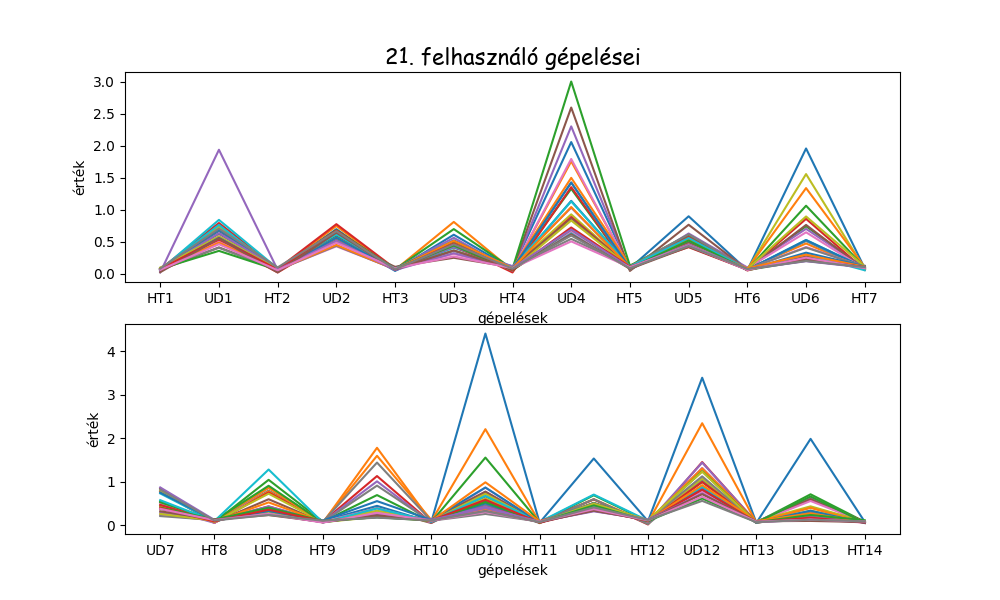 21. felhasználó gépelései
érték
3.0
2.5
2.0
1.5
1.0
0.5
0.0
HT1 UD1 HT2 UD2 HT3 UD3 HT4 UD4 HT5 UD5 HT6 UD6 HT7
gépelések
érték
4
3
2
1
0
UD7 HT8 UD8 HT9 UD9 HT10 UD10 HT11 UD11 HT12 UD12 HT13 UD13 HT14
gépelések